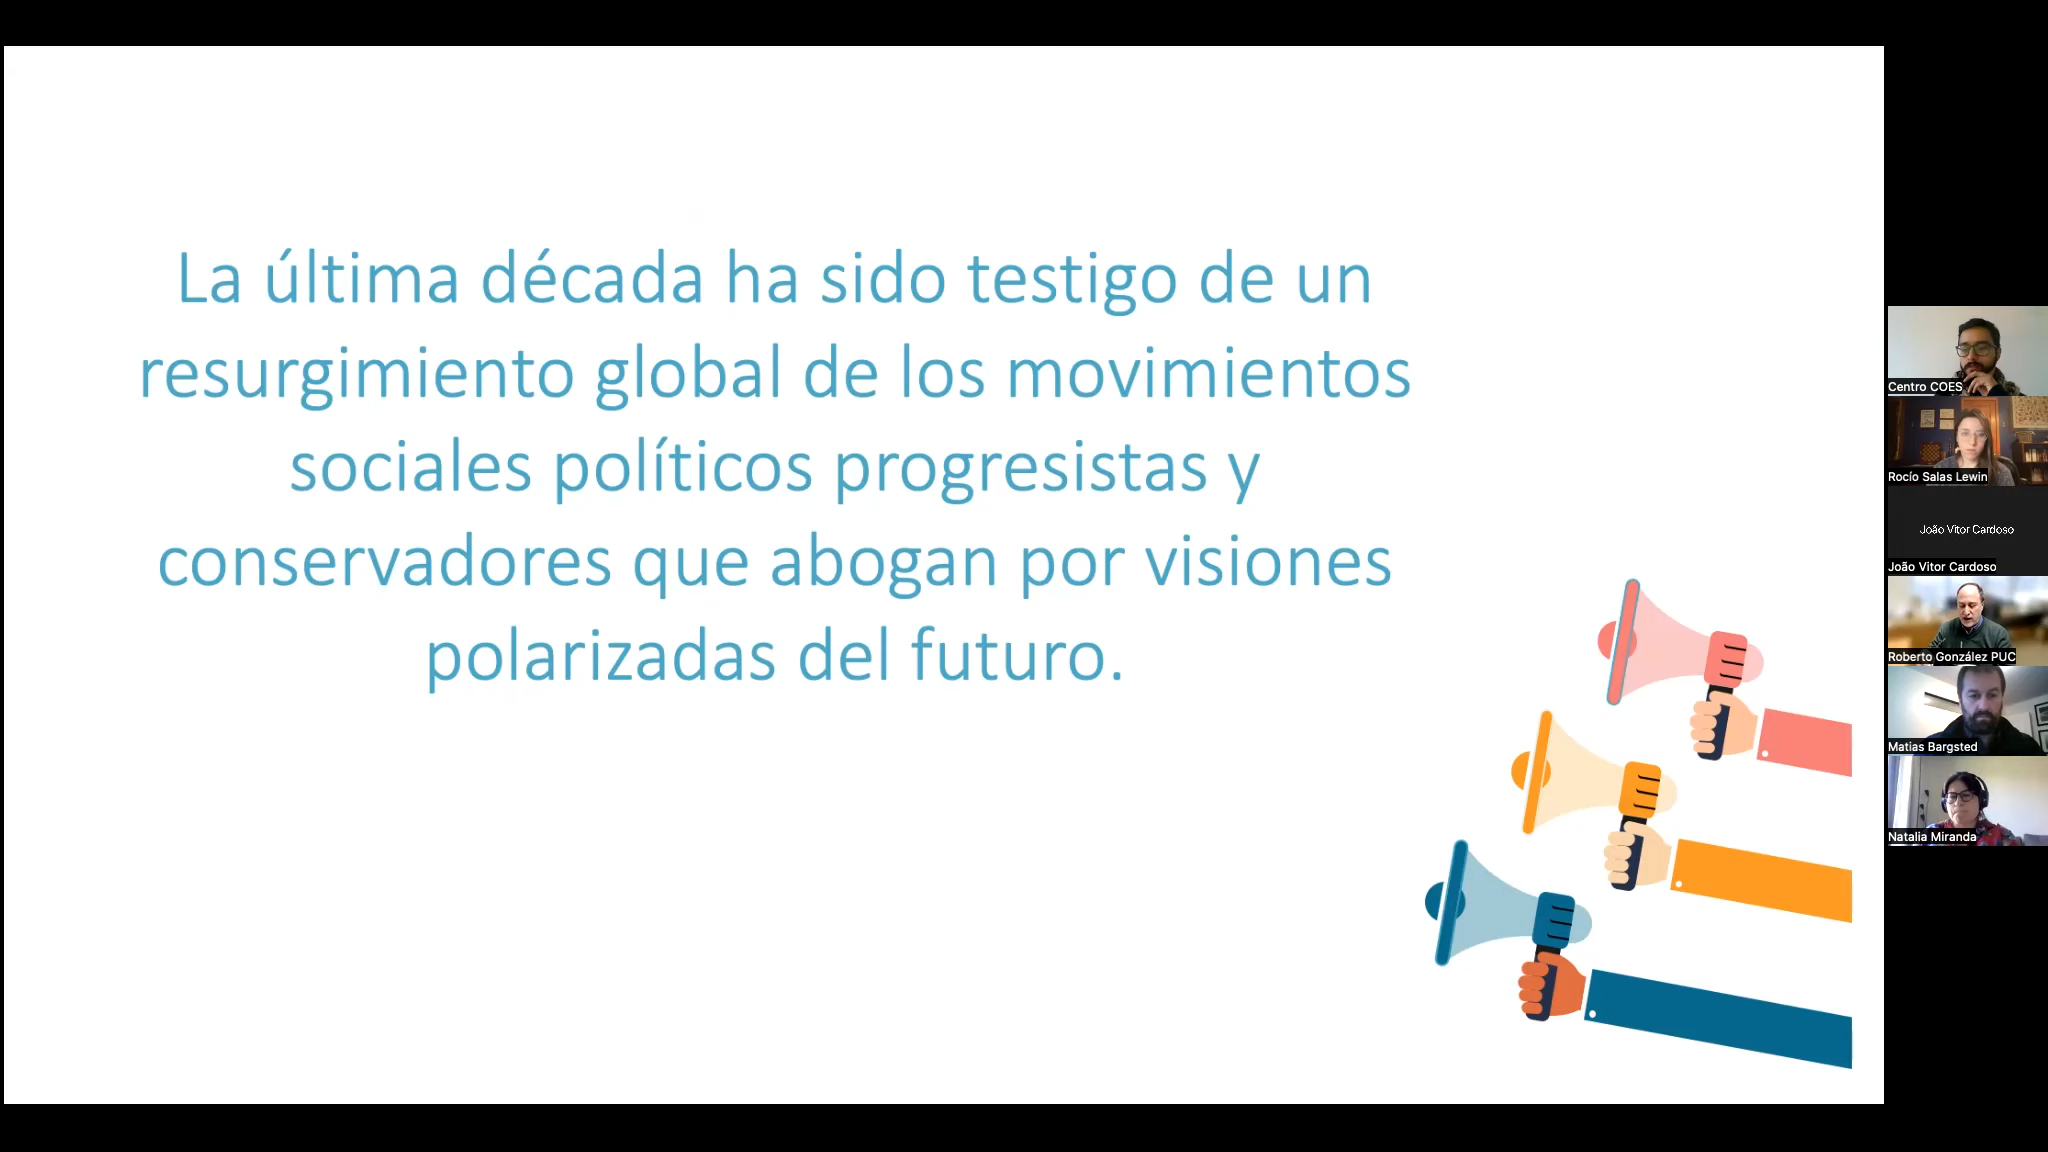 La última década ha sido testigo de un
resurgimiento global de los movimientos
sociales políticos progresistas y
conservadores que abogan por visiones
polarizadas del futuro.
Centro COES
Rocío Salas Lewin
João Vitor Cardoso
João Vitor Cardoso
Roberto González PUC
Matias Bargsted
Natalia Miranda